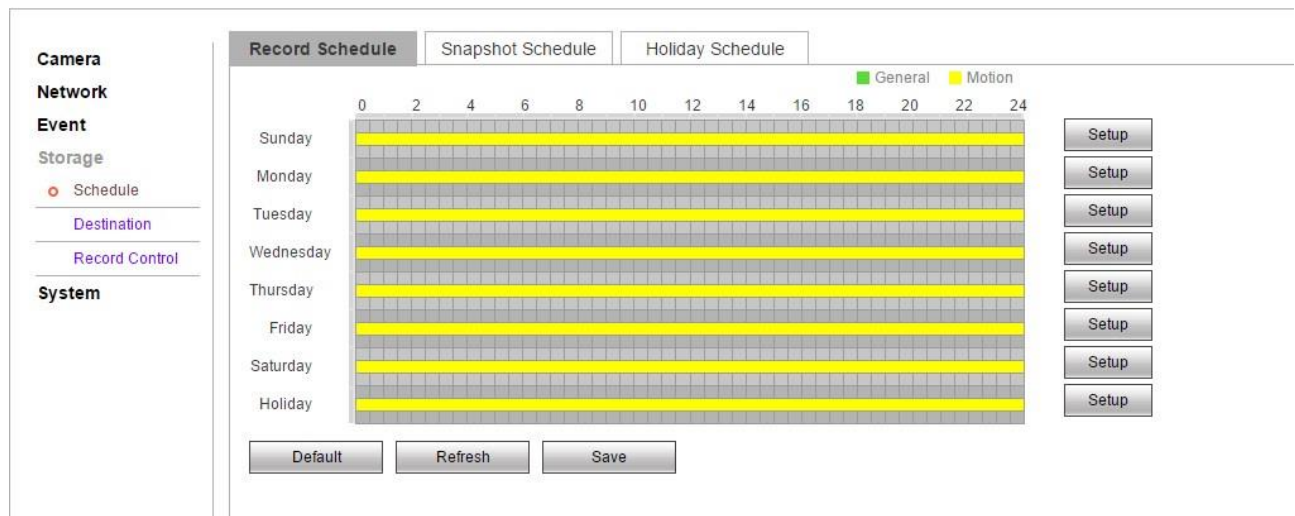 Camera
Network
Event
Storage
Schedule
Destination
Record Control
System
Record Schedule Snapshot Schedule Holiday Schedule
General Motion
0 2 4 6 8 10 12 14 16 18 20 22 24
Sunday Setup
Monday Setup
Tuesday Setup
Wednesday Setup
Thursday Setup
Friday Setup
Saturday Setup
Holiday Setup
Default Refresh Save